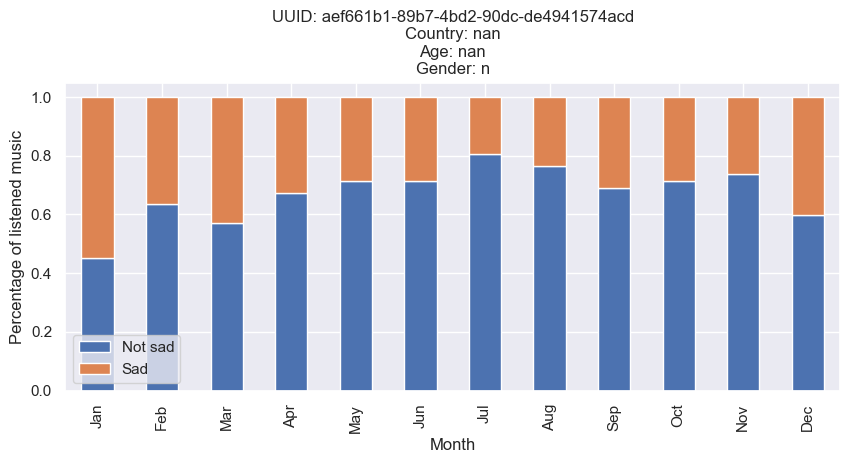 UUID: aef661b1-89b7-4bd2-90dc-de4941574acd
Country: nan
Age: nan
Gender: n
Percentage of listened music
1.0
0.8
0.6
0.4
0.2
0.0
Not sad
Sad
Jan Feb Mar Apr May Jun Jul Aug Sep Oct Nov Dec
Month